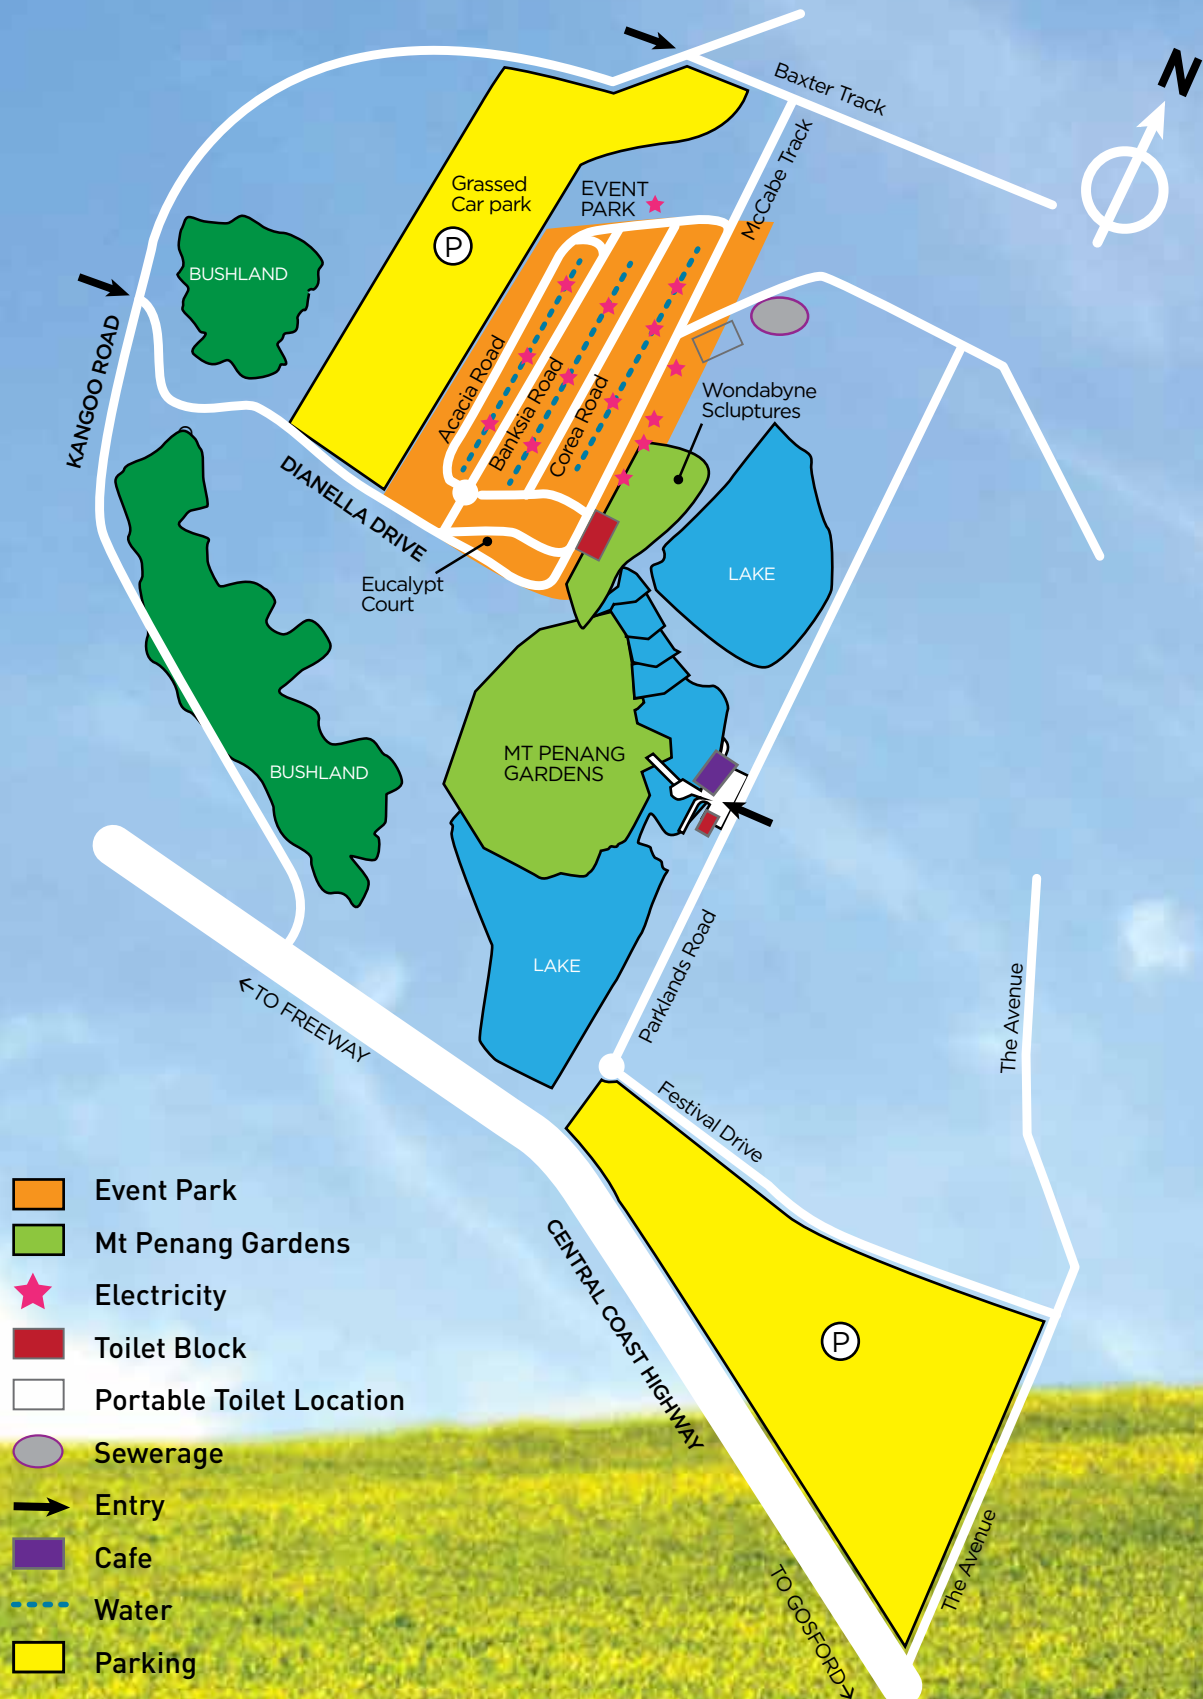 N
Baxter Track
McCabe Track
Grassed
Car park
P
EVENT
PARK
BUSHLAND
KANGOO ROAD
Acacia Road
Banksia Road
Corea Road
Wondabyne
Scluptures
DIANELLA DRIVE
Eucalypt
Court
LAKE
MT PENANG
GARDENS
BUSHLAND
LAKE
Parklands Road
The Avenue
←TO FREEWAY
Festival Drive
CENTRAL COAST HIGHWAY
P
The Avenue
TO GOSFORD→
Event Park
Mt Penang Gardens
Electricity
Toilet Block
Portable Toilet Location
Sewerage
Entry
Cafe
Water
Parking